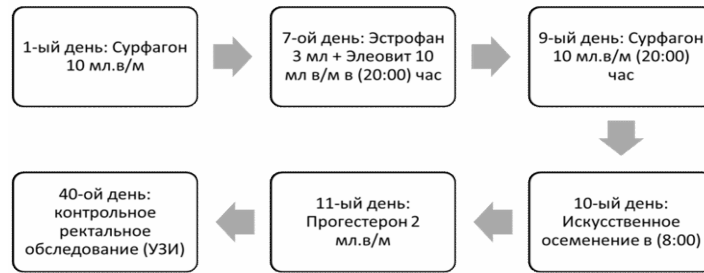 1-ый день: Сурфагон
10 мл.в/м
7-ой день: Эстрофан
3 мл + Элеовит 10
мл в/м в (20:00) час
9-ый день: Сурфагон
10 мл.в/м (20:00)
час
10-ый день:
Искусственное
осеменение в (8:00)
11-ый день:
Прогестерон 2
мл.в/м
40-ой день:
контрольное
ректальное
обследование (УЗИ)